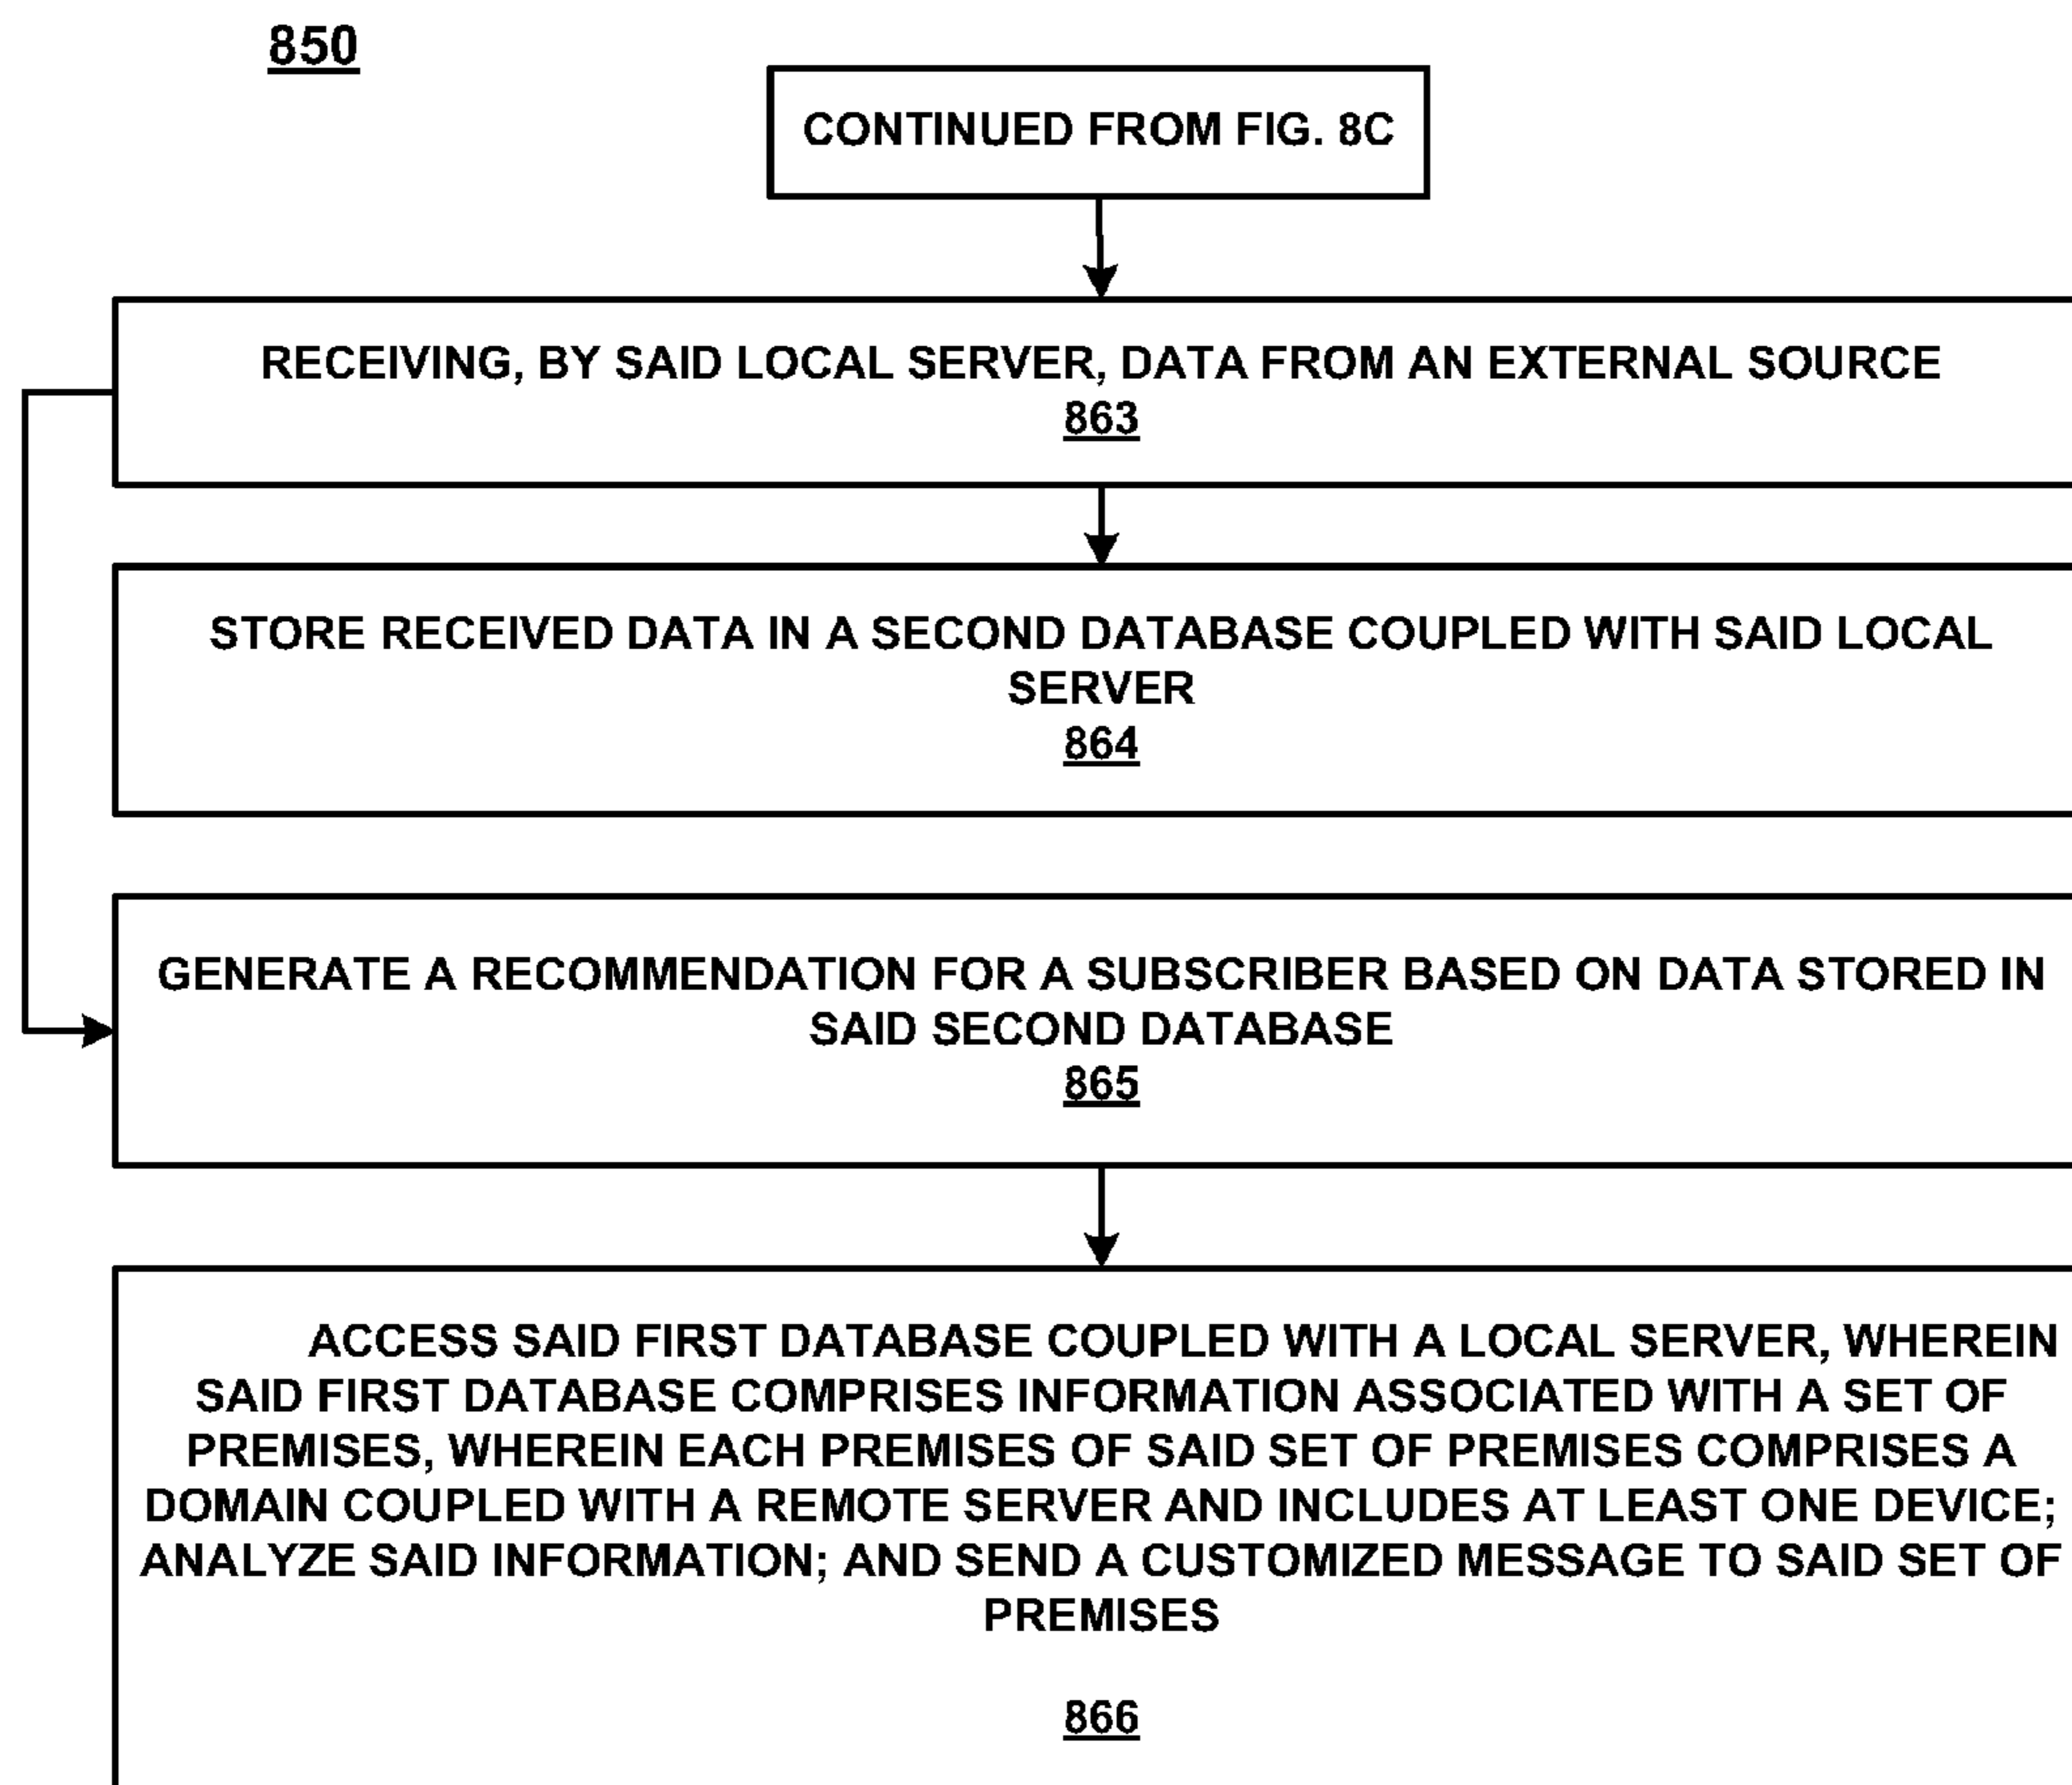 850
CONTINUED FROM FIG. 8C
RECEIVING, BY SAID LOCAL SERVER, DATA FROM AN EXTERNAL SOURCE
863
STORE RECEIVED DATA IN A SECOND DATABASE COUPLED WITH SAID LOCAL
SERVER
864
GENERATE A RECOMMENDATION FOR A SUBSCRIBER BASED ON DATA STORED IN
SAID SECOND DATABASE
865
ACCESS SAID FIRST DATABASE COUPLED WITH A LOCAL SERVER, WHEREIN
SAID FIRST DATABASE COMPRISES INFORMATION ASSOCIATED WITH A SET OF
PREMISES, WHEREIN EACH PREMISES OF SAID SET OF PREMISES COMPRISES A
DOMAIN COUPLED WITH A REMOTE SERVER AND INCLUDES AT LEAST ONE DEVICE;
ANALYZE SAID INFORMATION; AND SEND A CUSTOMIZED MESSAGE TO SAID SET OF
PREMISES
866